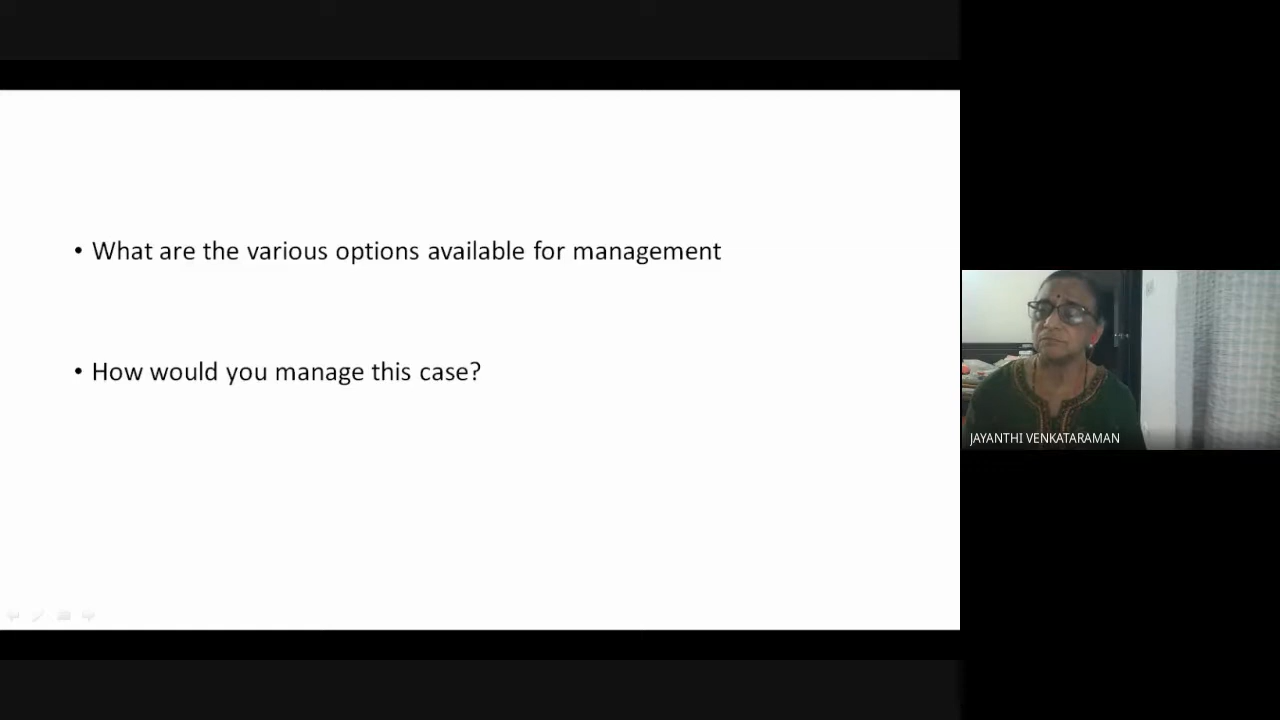 • What are the various options available for management
• How would you manage this case?
JAYANTHI VENKATARAMAN